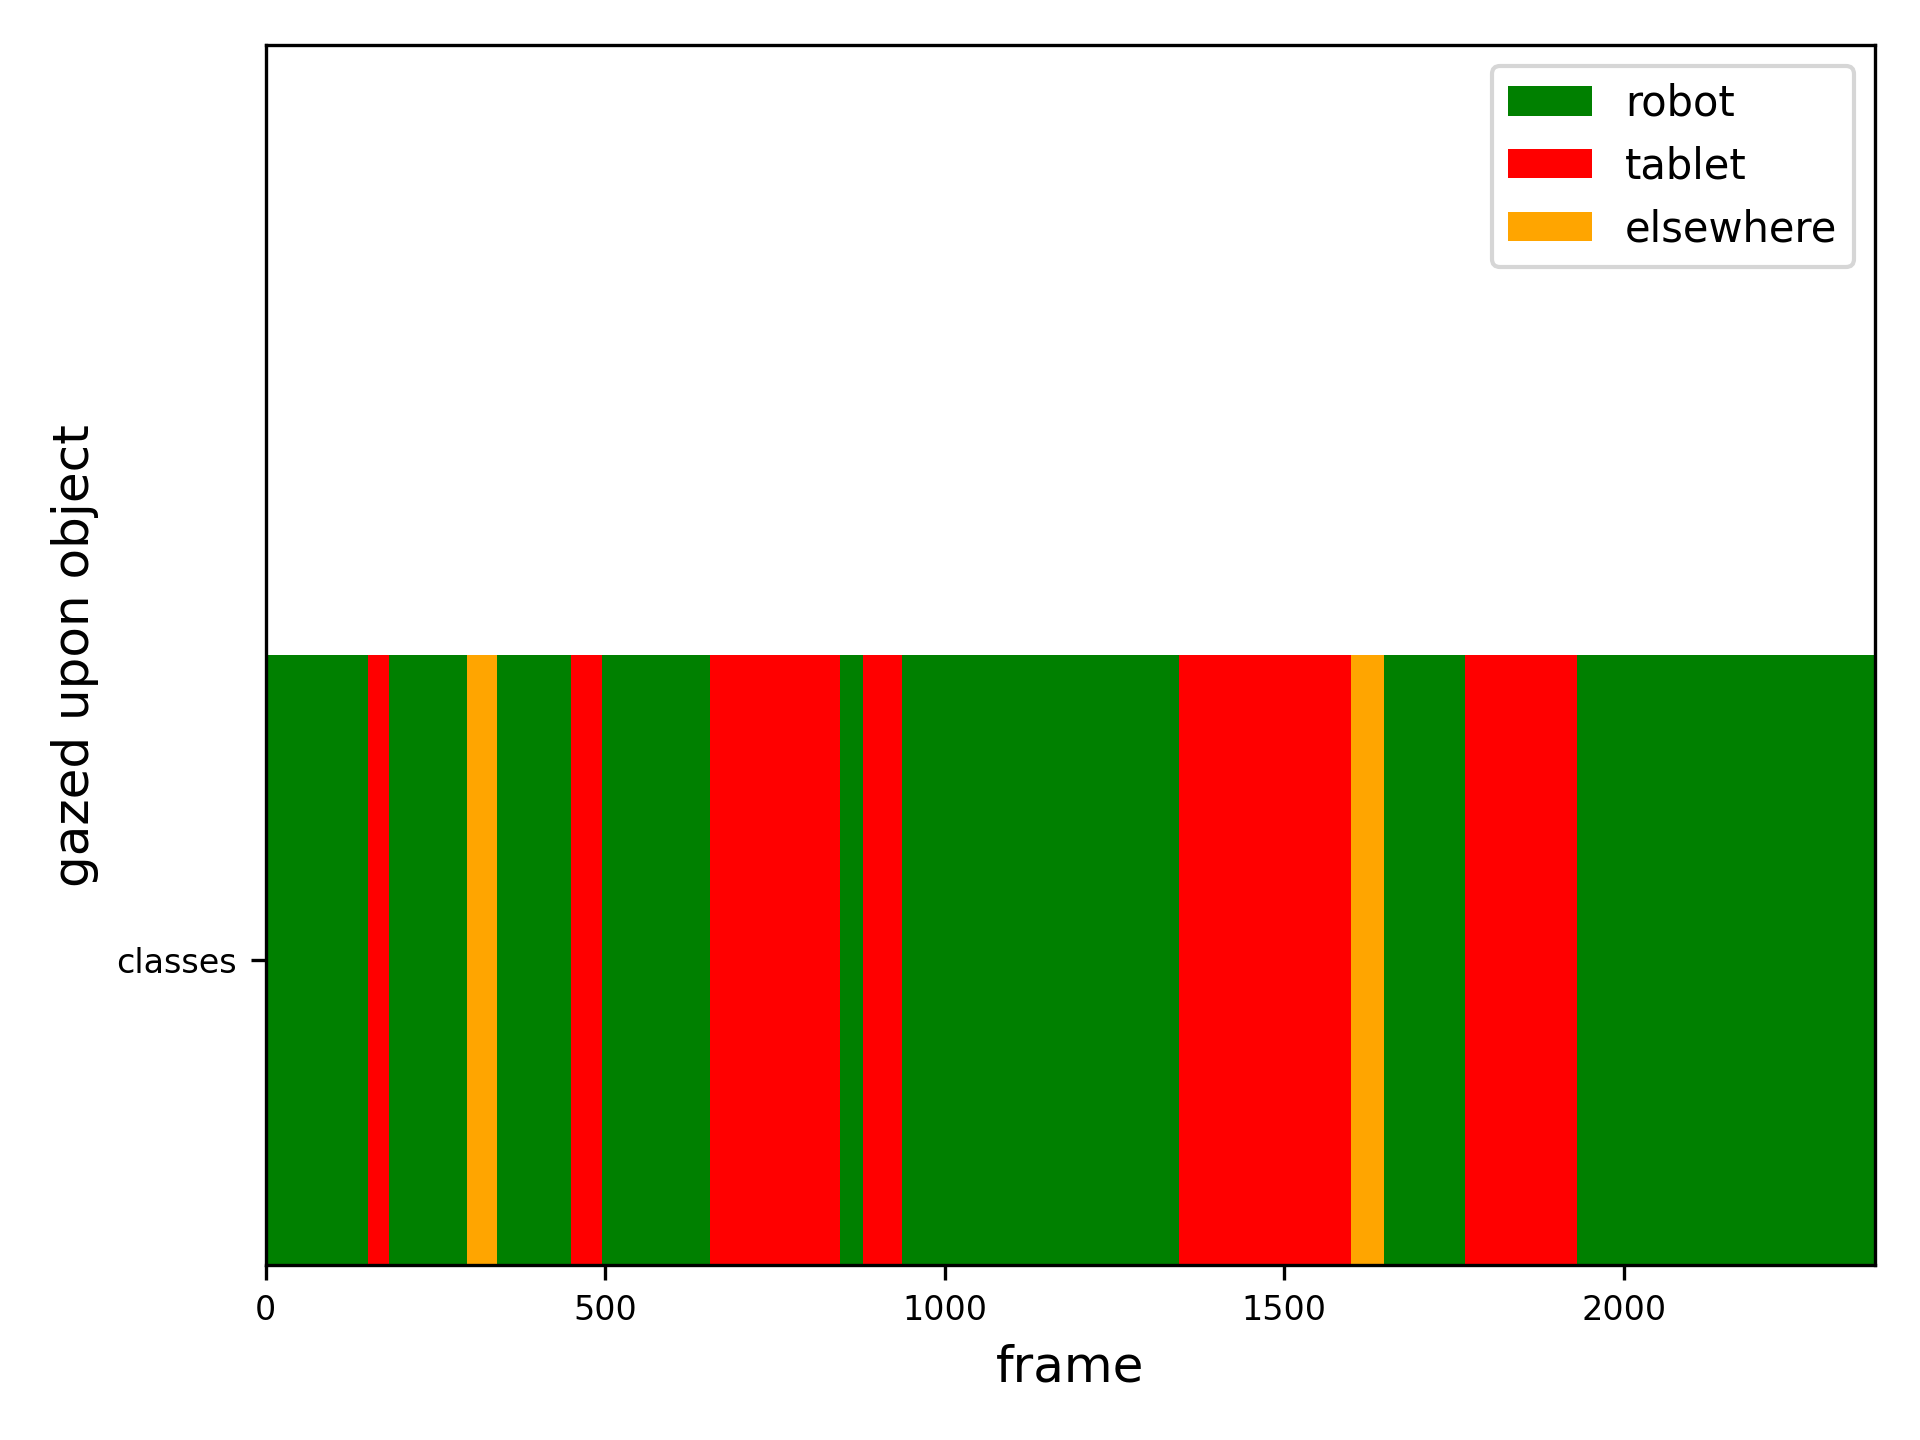 robot
tablet
elsewhere
gazed upon object
classes
0 500 1000 1500 2000
frame